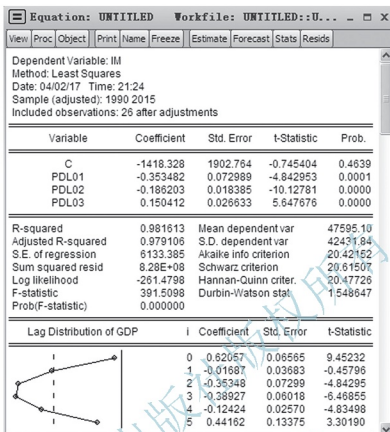 Equation: UNTITLED Workfile: UNTITLED::U...
View Proc Object Print Name Freeze Estimate Forecast Stats Resids
Dependent Variable: IM
Method: Least Squares
Date: 04/02/17 Time: 21:24
Sample (adjusted): 1990 2015
Included observations: 26 after adjustments
Variable Coefficient Std. Error t-Statistic Prob.
C -1418.328 1902.764 -0.745404 0.4639
PDL01 -0.353482 0.072989 -4.842953 0.0001
PDL02 -0.186203 0.018385 -10.12781 0.0000
PDL03 0.150412 0.026633 5.647676 0.0000
R-squared 0.981613 Mean dependent var 47595.10
Adjusted R-squared 0.979106 S.D. dependent var 42431.84
S.E. of regression 6133.385 Akaike info criterion 20.42152
Sum squared resid 8.28E+08 Schwarz criterion 20.61507
Log likelihood -261.4798 Hannan-Quinn criter. 20.47726
F-statistic 391.5098 Durbin-Watson stat 1.548647
Prob(F-statistic) 0.000000
Lag Distribution of GDP i Coefficient Std. Error t-Statistic
0 0.62057 0.06565 9.45232
1 -0.01687 0.03683 -0.45796
2 -0.35348 0.07299 -4.84295
3 -0.38927 0.06018 -6.46855
4 -0.12424 0.02570 -4.83498
5 0.44162 0.13375 3.30190